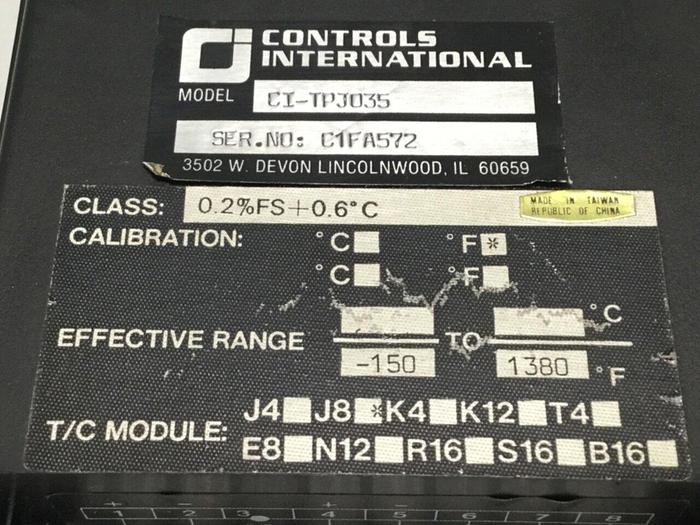 CONTROLS
INTERNATIONAL
MODEL CI-TPJ035
SER.NO: C1FA572
3502 W. DEVON LINCOLNWOOD, IL 60659
CLASS: 0.2%FS+0.6°C
MADE IN TAIWAN
REPUBLIC OF CHINA
CALIBRATION: °C °F *
°C °F
°C
EFFECTIVE RANGE TO
-150 1380 °F
T/C MODULE: J4 J8 * K4 K12 T4
E8 N12 R16 S16 B16
+ - + -
1 2 3 4 5 6 7 8